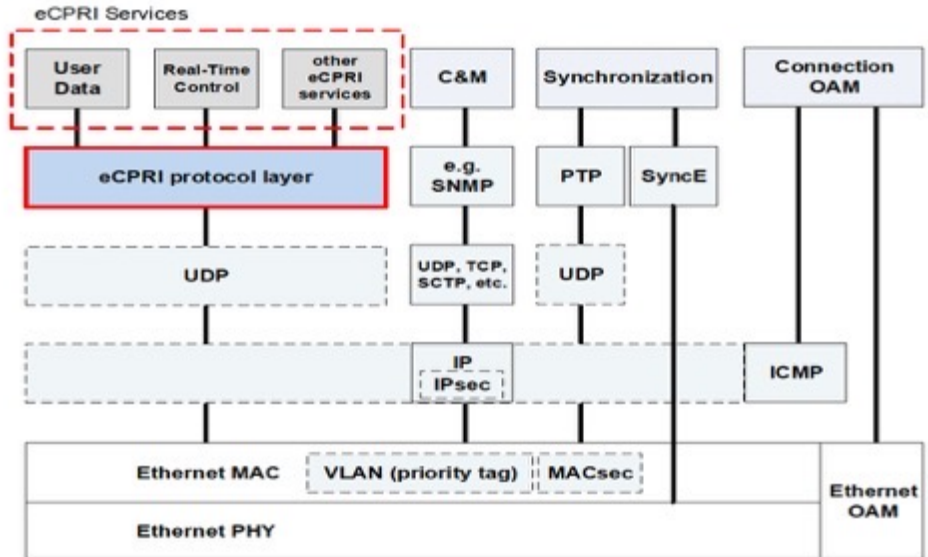 eCPRI Services
User
Data
Real-Time
Control
other
eCPRI
services
C&M
Synchronization
Connection
OAM
eCPRI protocol layer
e.g.
SNMP
PTP
SyncE
UDP
UDP, TCP,
SCTP, etc.
UDP
IP
IPsec
ICMP
Ethernet MAC
VLAN (priority tag)
MACsec
Ethernet
OAM
Ethernet PHY